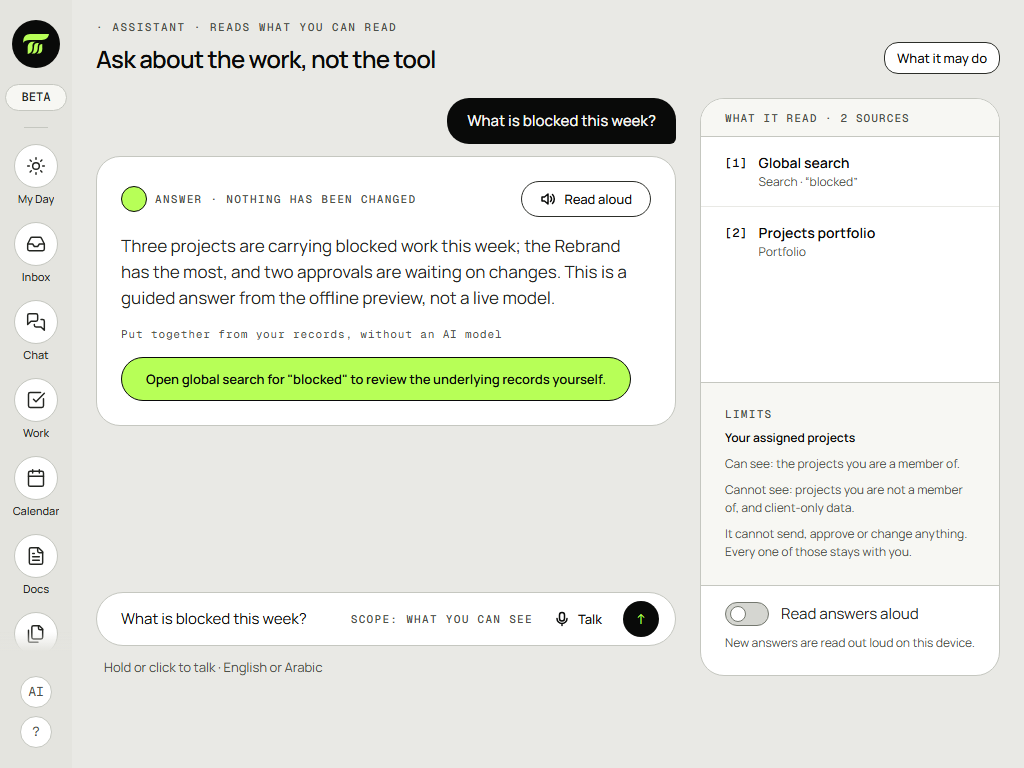 BETA
My Day
Inbox
Chat
Work
Calendar
Docs
AI
?
· ASSISTANT · READS WHAT YOU CAN READ
Ask about the work, not the tool
What it may do
What is blocked this week?
ANSWER · NOTHING HAS BEEN CHANGED
Read aloud
Three projects are carrying blocked work this week; the Rebrand
has the most, and two approvals are waiting on changes. This is a
guided answer from the offline preview, not a live model.
Put together from your records, without an AI model
Open global search for "blocked" to review the underlying records yourself.
What is blocked this week?
SCOPE: WHAT YOU CAN SEE
Talk
Hold or click to talk · English or Arabic
WHAT IT READ · 2 SOURCES
[1] Global search
Search · “blocked”
[2] Projects portfolio
Portfolio
LIMITS
Your assigned projects
Can see: the projects you are a member of.
Cannot see: projects you are not a member
of, and client-only data.
It cannot send, approve or change anything.
Every one of those stays with you.
Read answers aloud
New answers are read out loud on this device.